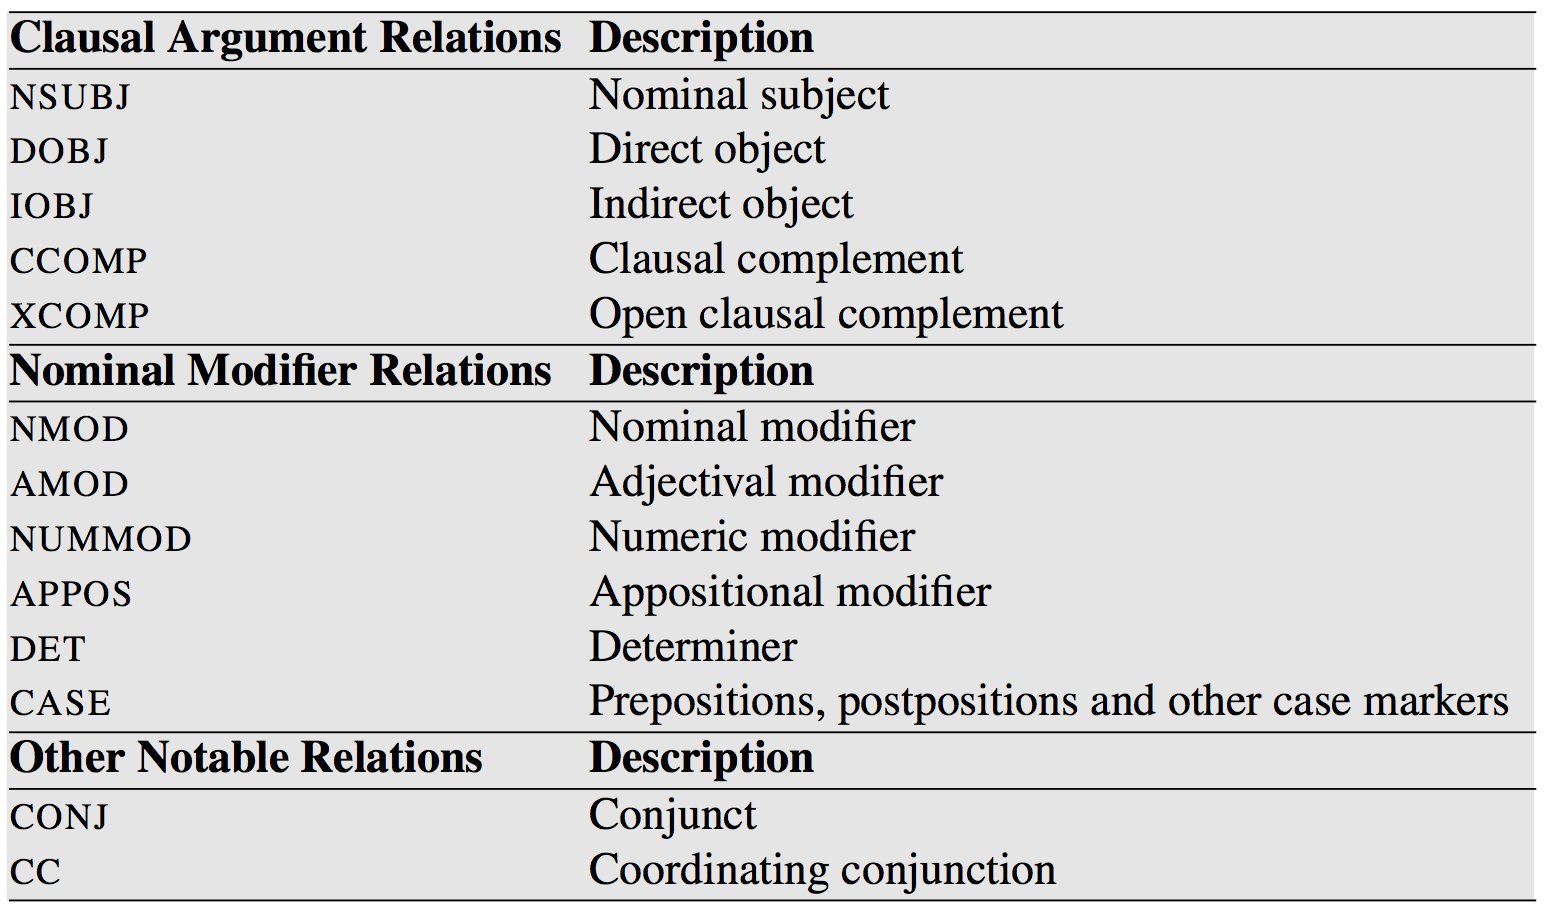 Clausal Argument Relations Description
NSUBJ Nominal subject
DOBJ Direct object
IOBJ Indirect object
CCOMP Clausal complement
XCOMP Open clausal complement
Nominal Modifier Relations Description
NMOD Nominal modifier
AMOD Adjectival modifier
NUMMOD Numeric modifier
APPOS Appositional modifier
DET Determiner
CASE Prepositions, postpositions and other case markers
Other Notable Relations Description
CONJ Conjunct
CC Coordinating conjunction